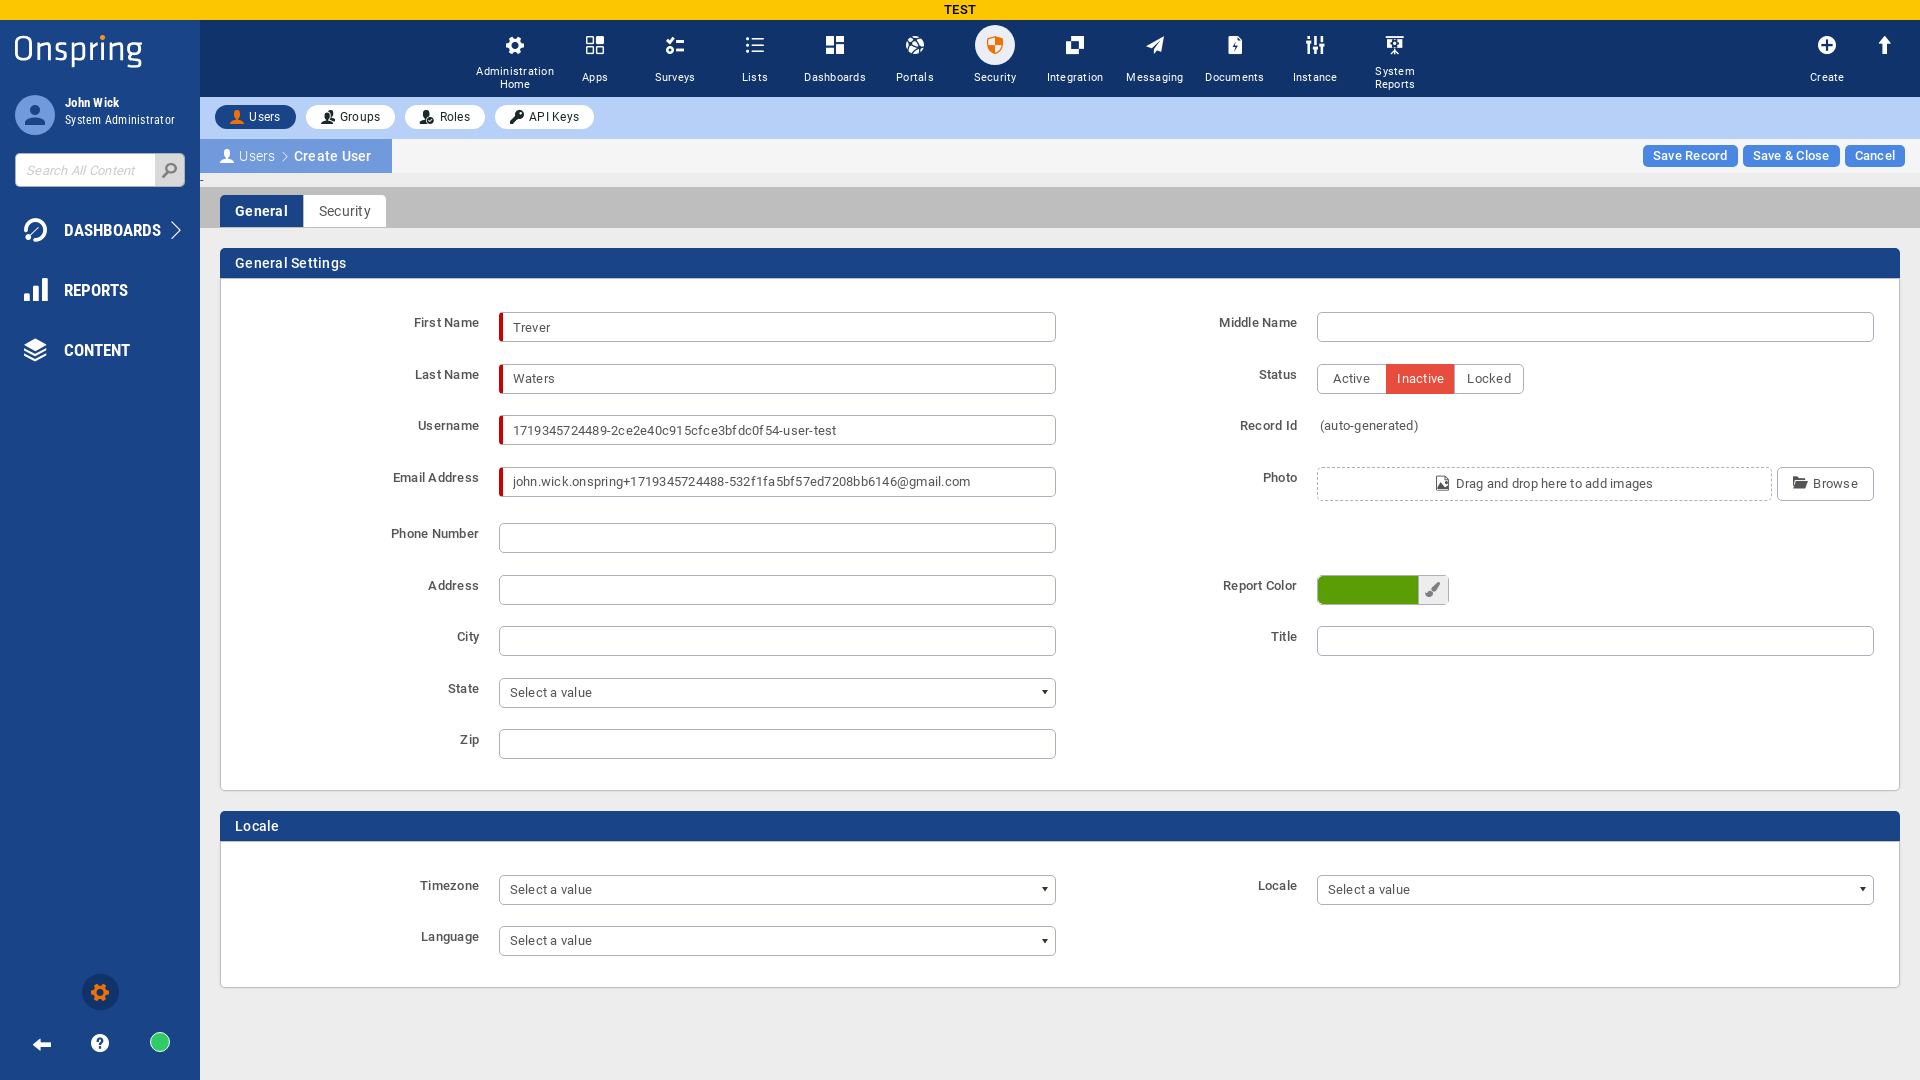 TEST
Onspring
John Wick
System Administrator
Search All Content
DASHBOARDS
REPORTS
CONTENT
Administration Home
Apps
Surveys
Lists
Dashboards
Portals
Security
Integration
Messaging
Documents
Instance
System Reports
Create
Users
Groups
Roles
API Keys
Users
Create User
Save Record
Save & Close
Cancel
General
Security
General Settings
First Name
Trever
Middle Name
Last Name
Waters
Status
Active
Inactive
Locked
Username
1719345724489-2ce2e40c915cfce3bfdc0f54-user-test
Record Id
(auto-generated)
Email Address
john.wick.onspring+1719345724488-532f1fa5bf57ed7208bb6146@gmail.com
Photo
Drag and drop here to add images
Browse
Phone Number
Address
Report Color
City
Title
State
Select a value
Zip
Locale
Timezone
Select a value
Locale
Select a value
Language
Select a value